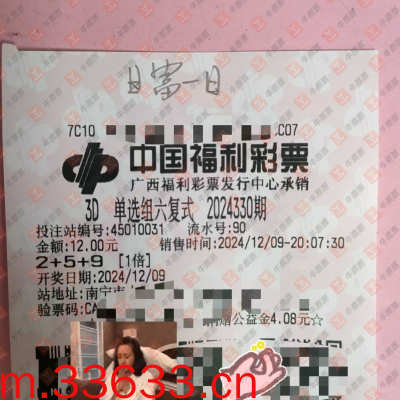 日富一日
7C10 .C07
中国福利彩票
广西福利彩票发行中心承销
3D 单选组六复式 2024330期
投注站编号:45010031 流水号:90
金额:12.00元 销售时间:2024/12/09-20:07:30
2+5+9 [1倍]
开奖日期:2024/12/09
站地址:南宁市
验票码:CA
公益金4.08元☆
m.33633.cn